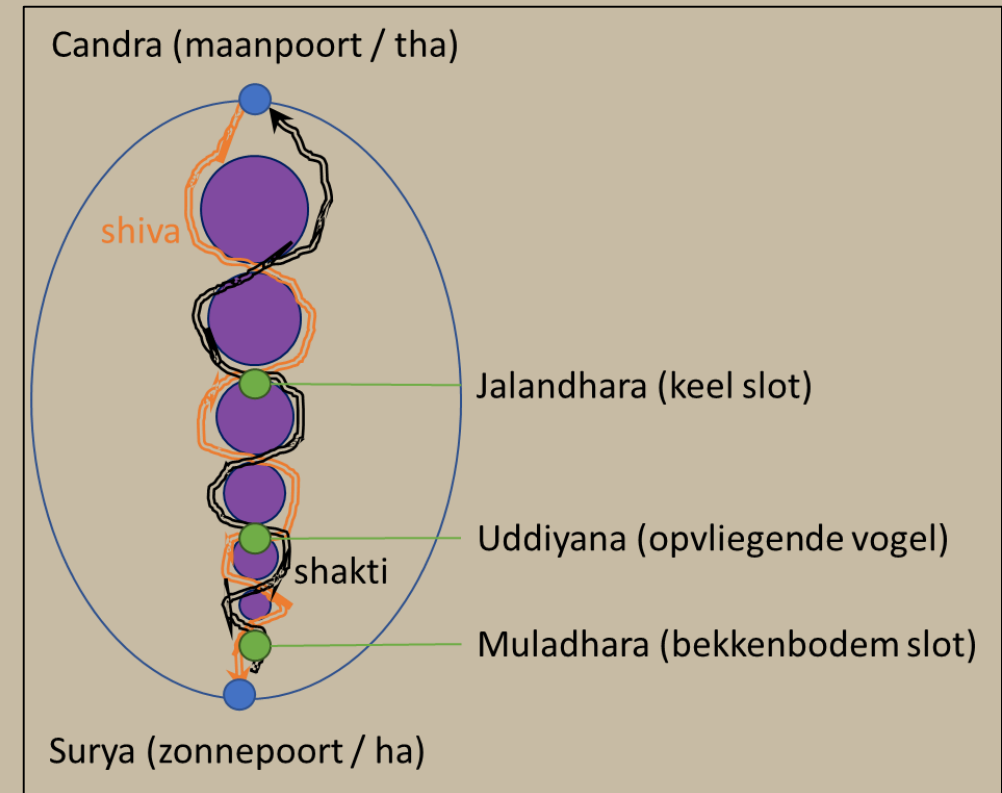 Candra (maanpoort / tha)
shiva
Jalandhara (keel slot)
Uddiyana (opvliegende vogel)
shakti
Muladhara (bekkenbodem slot)
Surya (zonnepoort / ha)